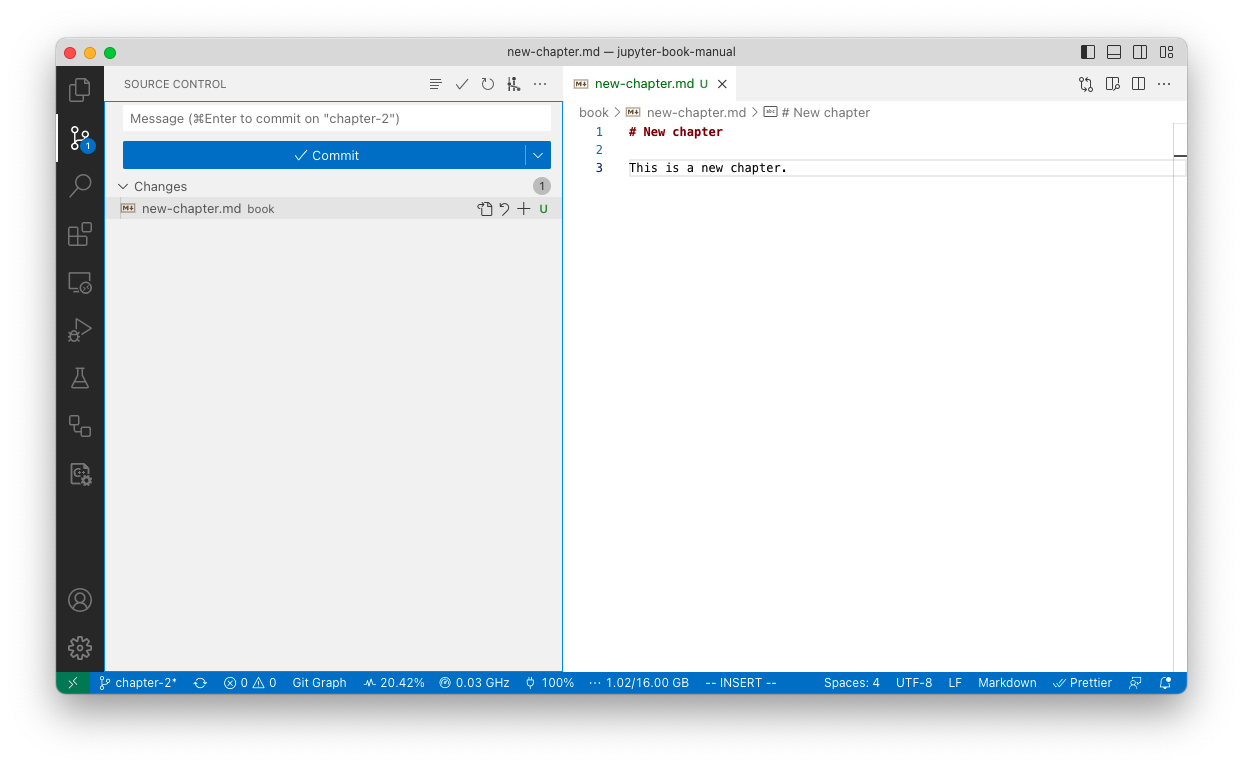 new-chapter.md — jupyter-book-manual
SOURCE CONTROL
Message (⌘Enter to commit on "chapter-2")
Commit
Changes 1
new-chapter.md book U
1
new-chapter.md U
book > new-chapter.md > # New chapter
1 # New chapter
2
3 This is a new chapter.
chapter-2* 0 0 Git Graph 20.42% 0.03 GHz 100% ··· 1.02/16.00 GB -- INSERT -- Spaces: 4 UTF-8 LF Markdown Prettier